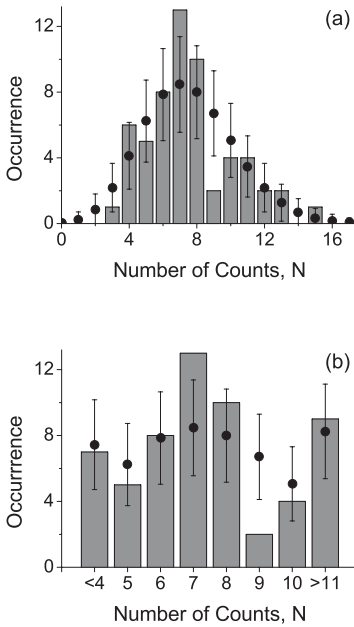 (a)
12
8
4
0
Occurrence
0 4 8 12 16
Number of Counts, N
(b)
12
8
4
0
Occurrrence
<4 5 6 7 8 9 10 >11
Number of Counts, N